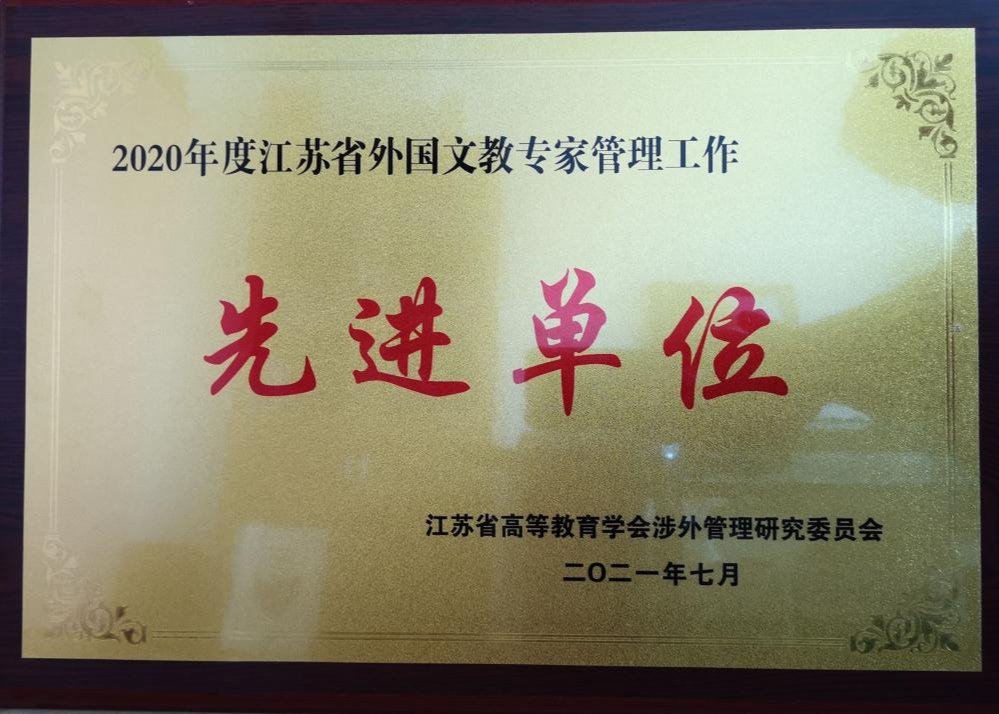 2020年度江苏省外国文教专家管理工作
先进单位
江苏省高等教育学会涉外管理研究委员会
二〇二一年七月